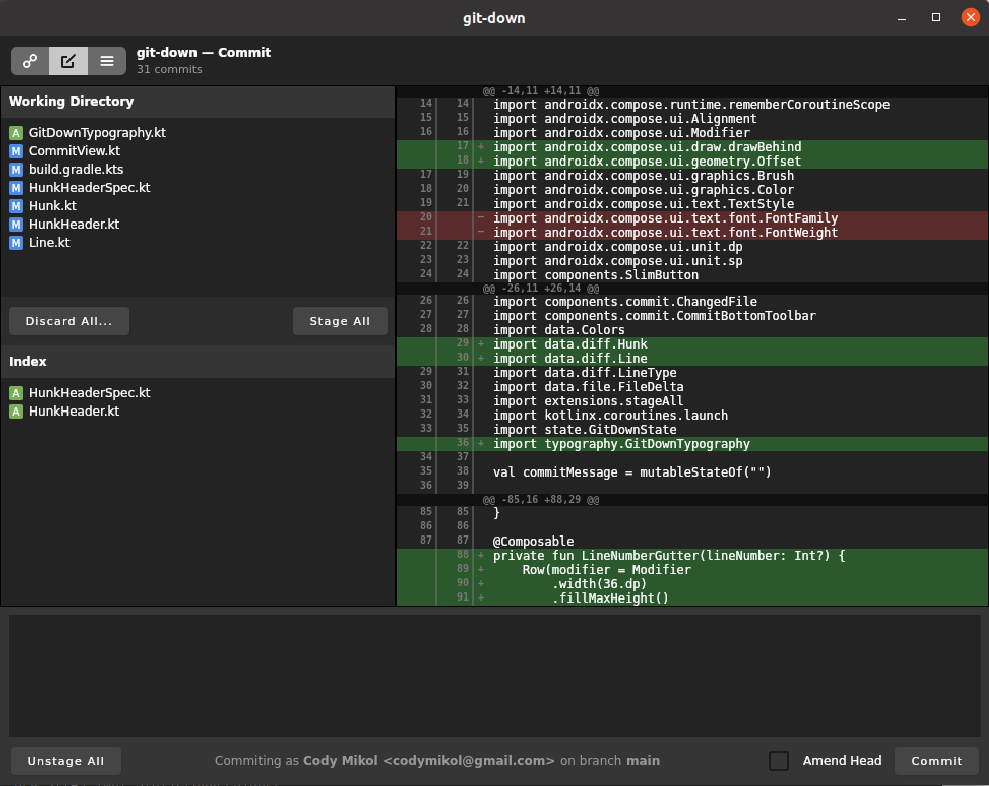 git-down
git-down — Commit
31 commits
Working Directory
A GitDownTypography.kt
M CommitView.kt
M build.gradle.kts
M HunkHeaderSpec.kt
M Hunk.kt
M HunkHeader.kt
M Line.kt
Discard All... Stage All
Index
A HunkHeaderSpec.kt
A HunkHeader.kt
@@ -14,11 +14,11 @@
14 14 import androidx.compose.runtime.rememberCoroutineScope
15 15 import androidx.compose.ui.Alignment
16 16 import androidx.compose.ui.Modifier
17 + import androidx.compose.ui.draw.drawBehind
18 + import androidx.compose.ui.geometry.Offset
17 19 import androidx.compose.ui.graphics.Brush
18 20 import androidx.compose.ui.graphics.Color
19 21 import androidx.compose.ui.text.TextStyle
20 − import androidx.compose.ui.text.font.FontFamily
21 − import androidx.compose.ui.text.font.FontWeight
22 22 import androidx.compose.ui.unit.dp
23 23 import androidx.compose.ui.unit.sp
24 24 import components.SlimButton
@@ -26,11 +26,14 @@
26 26 import components.commit.ChangedFile
27 27 import components.commit.CommitBottomToolbar
28 28 import data.Colors
29 + import data.diff.Hunk
30 + import data.diff.Line
29 31 import data.diff.LineType
30 32 import data.file.FileDelta
31 33 import extensions.stageAll
32 34 import kotlinx.coroutines.launch
33 35 import state.GitDownState
36 + import typography.GitDownTypography
34 37
35 38 val commitMessage = mutableStateOf("")
36 39
@@ -85,16 +88,29 @@
85 85 }
86 86
87 87 @Composable
88 + private fun LineNumberGutter(lineNumber: Int?) {
89 + Row(modifier = Modifier
90 + .width(36.dp)
91 + .fillMaxHeight()
Unstage All Commiting as Cody Mikol <codymikol@gmail.com> on branch main Amend Head Commit